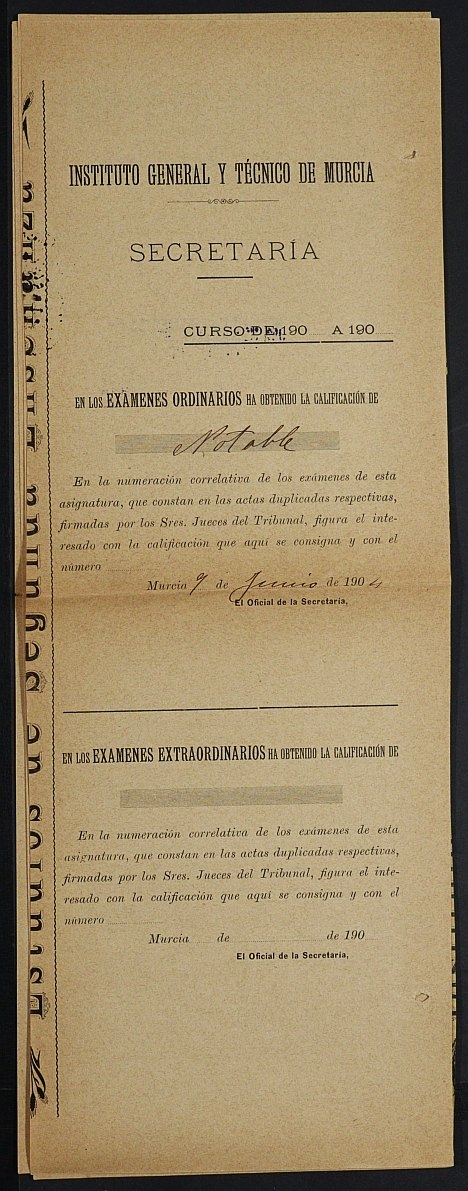 INSTITUTO GENERAL Y TÉCNICO DE MURCIA
SECRETARÍA
CURSO DE 190 A 190
EN LOS EXÁMENES ORDINARIOS HA OBTENIDO LA CALIFICACIÓN DE
Notable
En la numeración correlativa de los exámenes de esta
asignatura, que constan en las actas duplicadas respectivas,
firmadas por los Sres. Jueces del Tribunal, figura el inte-
resado con la calificación que aquí se consigna y con el
número
Murcia 9 de Junio de 1904
El Oficial de la Secretaría,
EN LOS EXAMENES EXTRAORDINARIOS HA OBTENIDO LA CALIFICACIÓN DE
En la numeración correlativa de los exámenes de esta
asignatura, que constan en las actas duplicadas respectivas,
firmadas por los Sres. Jueces del Tribunal, figura el inte-
resado con la calificación que aquí se consigna y con el
número
Murcia de de 190
El Oficial de la Secretaría,
Estudios de Segunda Enseñanza